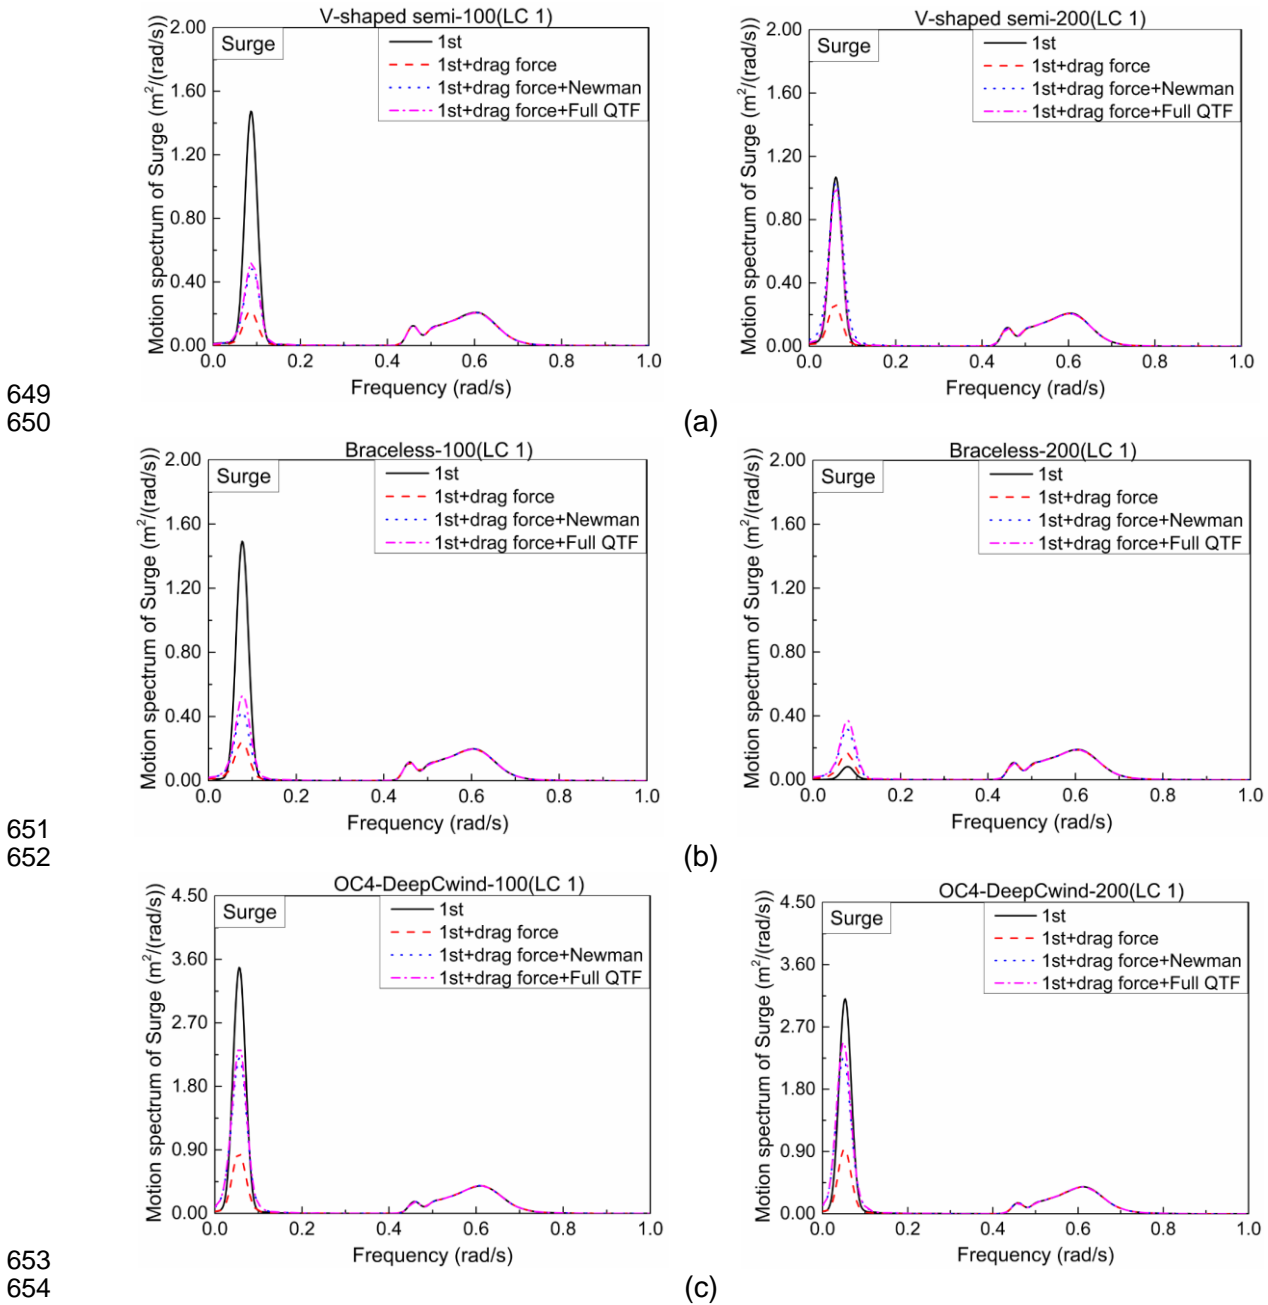 V-shaped semi-100(LC 1)
Surge
1st
1st+drag force
1st+drag force+Newman
1st+drag force+Full QTF
Motion spectrum of Surge (m²/(rad/s))
2.00
1.60
1.20
0.80
0.40
0.00
0.0 0.2 0.4 0.6 0.8 1.0
Frequency (rad/s)
V-shaped semi-200(LC 1)
Surge
1st
1st+drag force
1st+drag force+Newman
1st+drag force+Full QTF
Motion spectrum of Surge (m²/(rad/s))
2.00
1.60
1.20
0.80
0.40
0.00
0.0 0.2 0.4 0.6 0.8 1.0
Frequency (rad/s)
649
650 (a)
Braceless-100(LC 1)
Surge
1st
1st+drag force
1st+drag force+Newman
1st+drag force+Full QTF
Motion spectrum of Surge (m²/(rad/s))
2.00
1.60
1.20
0.80
0.40
0.00
0.0 0.2 0.4 0.6 0.8 1.0
Frequency (rad/s)
Braceless-200(LC 1)
Surge
1st
1st+drag force
1st+drag force+Newman
1st+drag force+Full QTF
Motion spectrum of Surge (m²/(rad/s))
2.00
1.60
1.20
0.80
0.40
0.00
0.0 0.2 0.4 0.6 0.8 1.0
Frequency (rad/s)
651
652 (b)
OC4-DeepCwind-100(LC 1)
Surge
1st
1st+drag force
1st+drag force+Newman
1st+drag force+Full QTF
Motion spectrum of Surge (m²/(rad/s))
4.50
3.60
2.70
1.80
0.90
0.00
0.0 0.2 0.4 0.6 0.8 1.0
Frequency (rad/s)
OC4-DeepCwind-200(LC 1)
Surge
1st
1st+drag force
1st+drag force+Newman
1st+drag force+Full QTF
Motion spectrum of Surge (m²/(rad/s))
4.50
3.60
2.70
1.80
0.90
0.00
0.0 0.2 0.4 0.6 0.8 1.0
Frequency (rad/s)
653
654 (c)